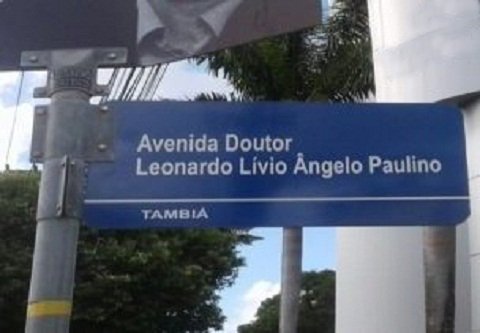 Avenida Doutor
Leonardo Lívio Ângelo Paulino
TAMBIÁ